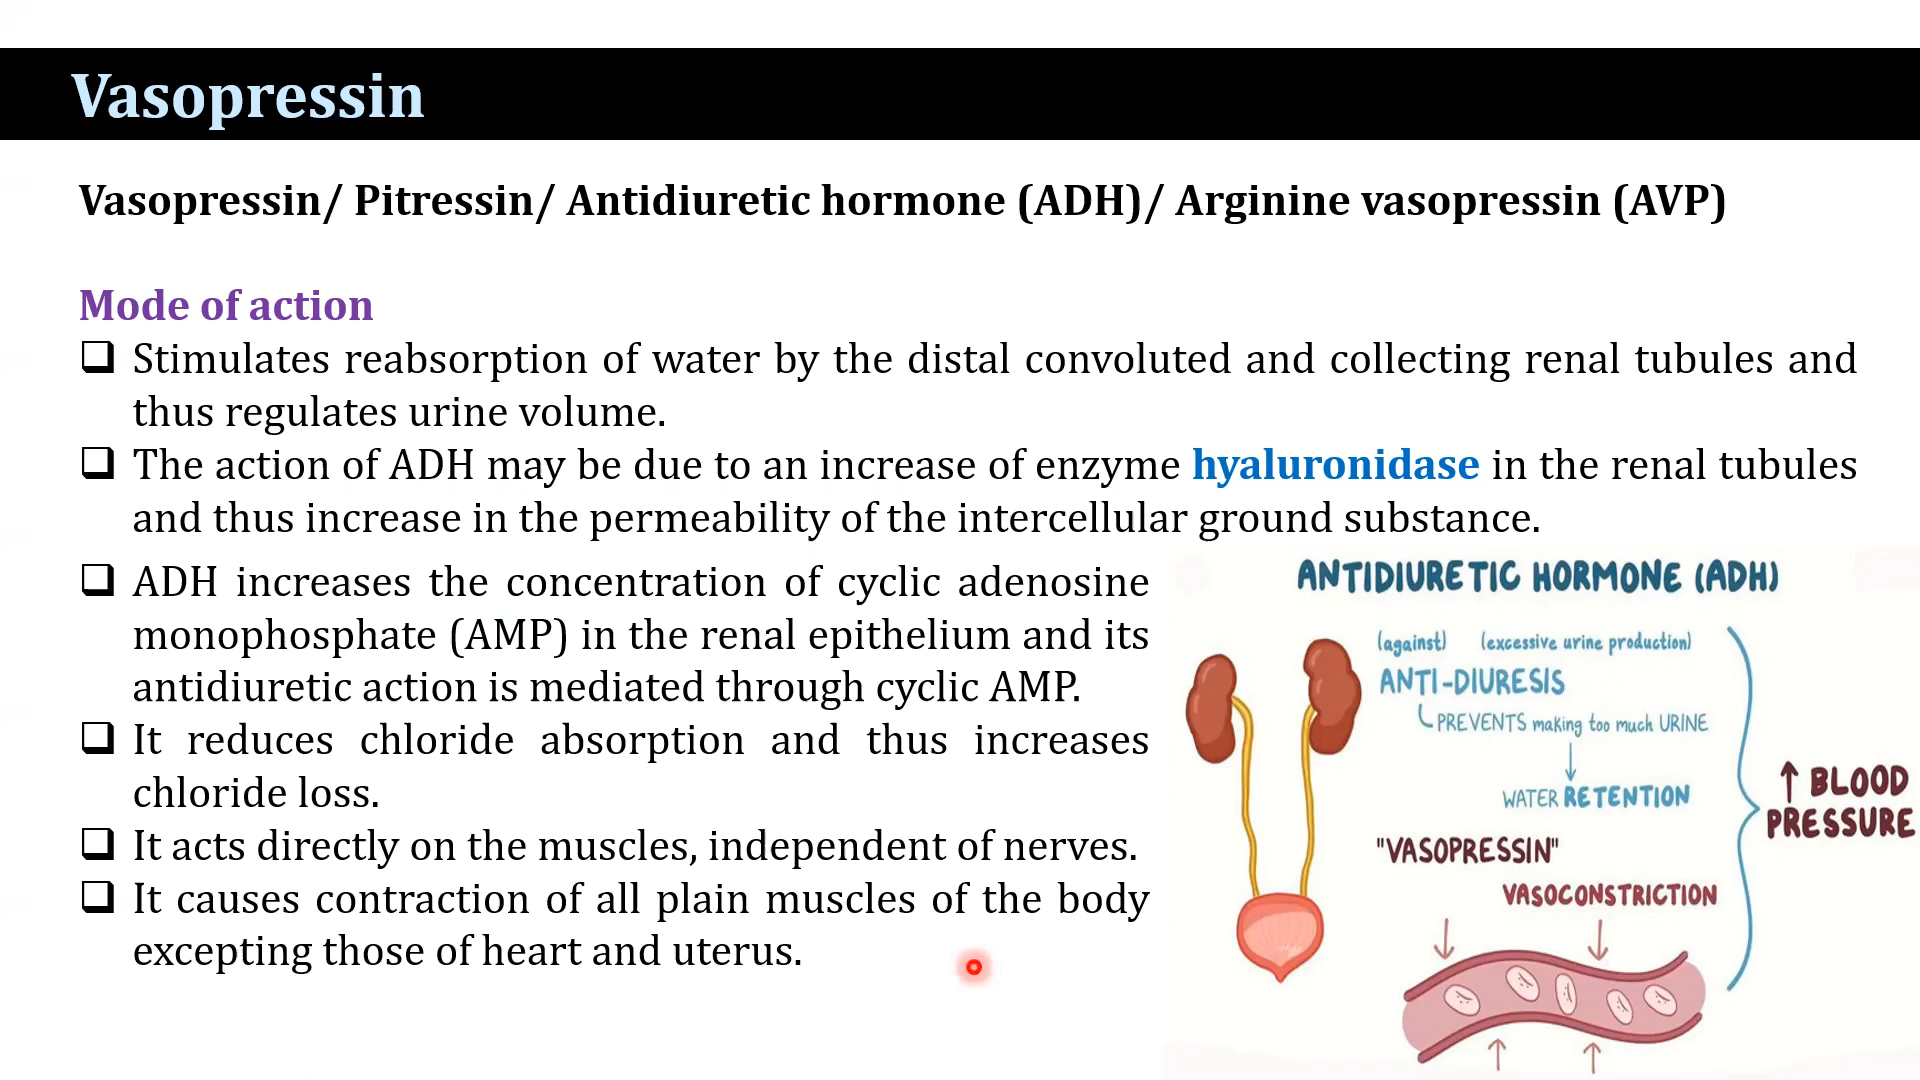 Vasopressin
Vasopressin/ Pitressin/ Antidiuretic hormone (ADH)/ Arginine vasopressin (AVP)
Mode of action
❑ Stimulates reabsorption of water by the distal convoluted and collecting renal tubules and
thus regulates urine volume.
❑ The action of ADH may be due to an increase of enzyme hyaluronidase in the renal tubules
and thus increase in the permeability of the intercellular ground substance.
❑ ADH increases the concentration of cyclic adenosine
monophosphate (AMP) in the renal epithelium and its
antidiuretic action is mediated through cyclic AMP.
❑ It reduces chloride absorption and thus increases
chloride loss.
❑ It acts directly on the muscles, independent of nerves.
❑ It causes contraction of all plain muscles of the body
excepting those of heart and uterus.
ANTIDIURETIC HORMONE (ADH)
(against) (excessive urine production)
ANTI-DIURESIS
PREVENTS making too much URINE
WATER RETENTION
"VASOPRESSIN"
VASOCONSTRICTION
↑ BLOOD
PRESSURE